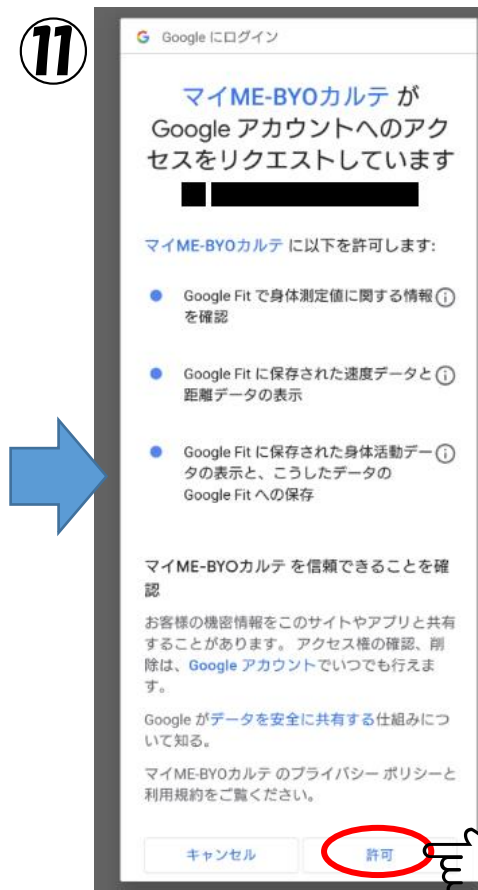 ⑪
Google にログイン
マイME-BYOカルテ が
Google アカウントへのアク
セスをリクエストしています
マイME-BYOカルテ に以下を許可します:
Google Fit で身体測定値に関する情報
を確認
Google Fit に保存された速度データと
距離データの表示
Google Fit に保存された身体活動デー
タの表示と、こうしたデータの
Google Fit への保存
マイME-BYOカルテ を信頼できることを確
認
お客様の機密情報をこのサイトやアプリと共有
することがあります。 アクセス権の確認、削
除は、Google アカウントでいつでも行えま
す。
Google がデータを安全に共有する仕組みにつ
いて知る。
マイME-BYOカルテ のプライバシー ポリシーと
利用規約をご覧ください。
キャンセル
許可